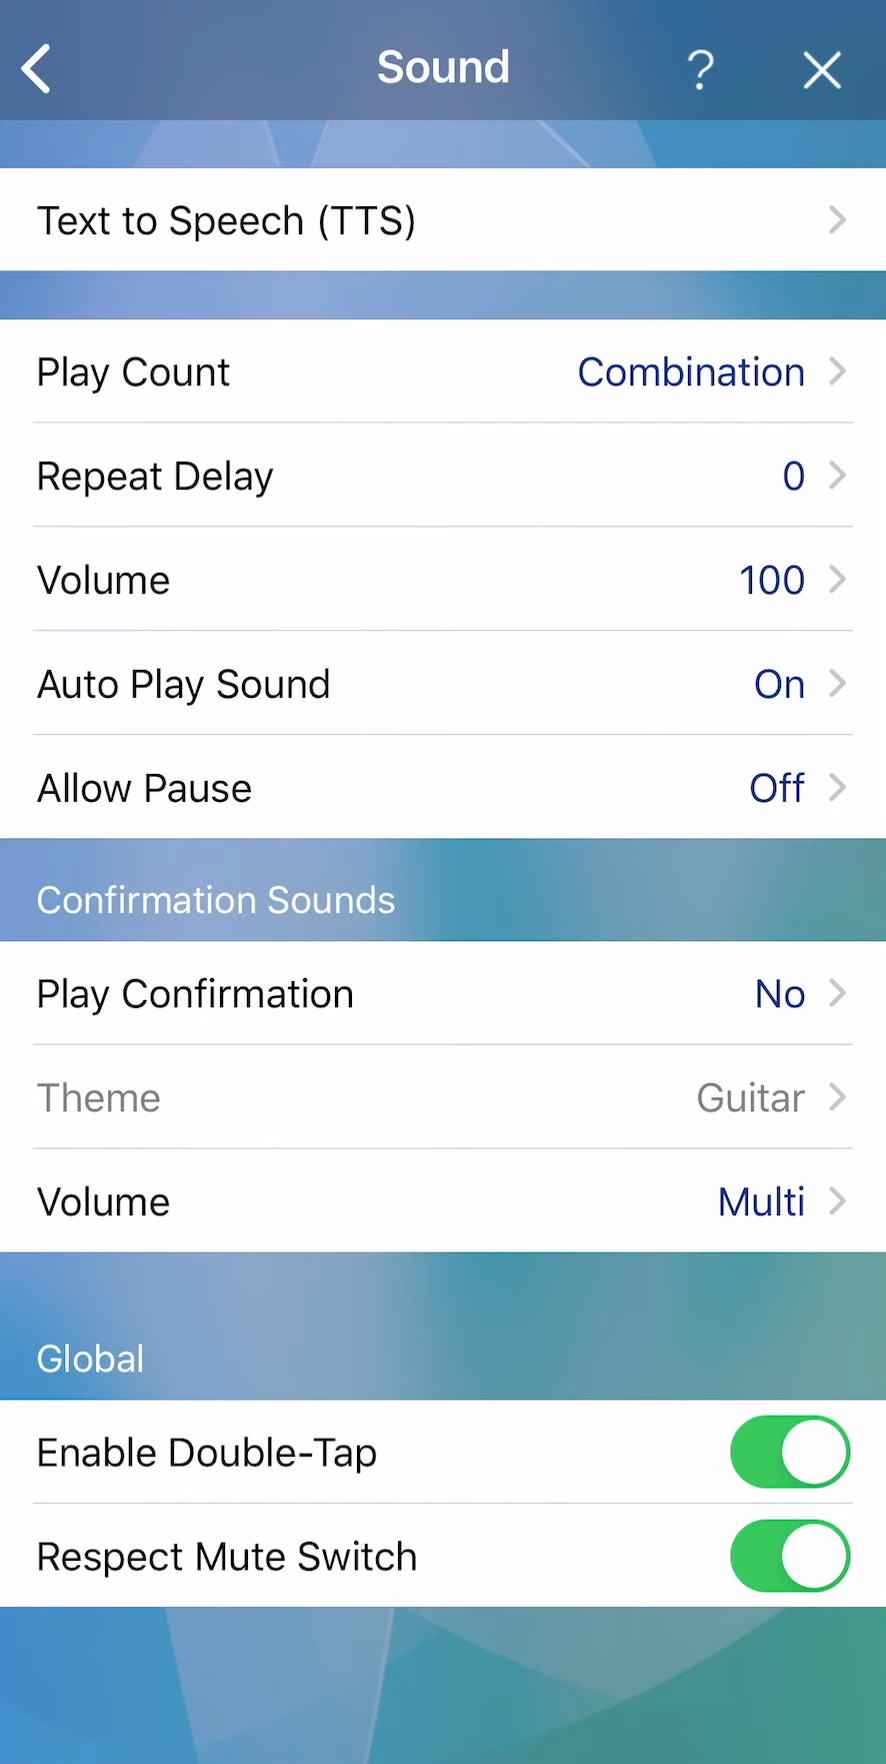 Sound ?
Text to Speech (TTS)
Play Count Combination
Repeat Delay 0
Volume 100
Auto Play Sound On
Allow Pause Off
Confirmation Sounds
Play Confirmation No
Theme Guitar
Volume Multi
Global
Enable Double-Tap
Respect Mute Switch